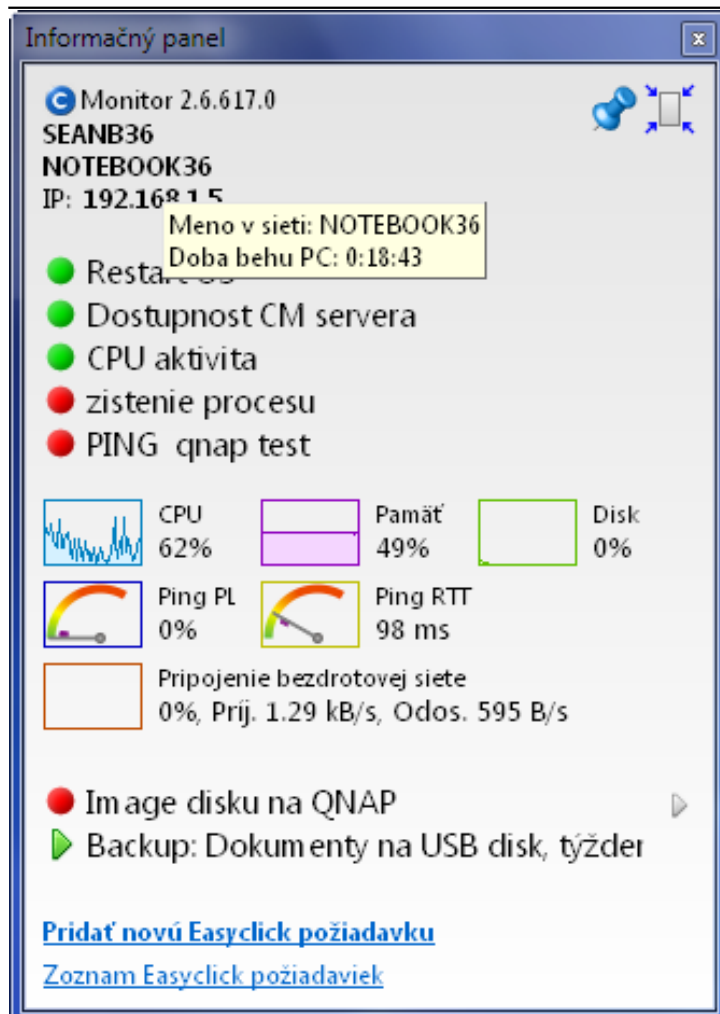 Informačný panel
C Monitor 2.6.617.0
SEANB36
NOTEBOOK36
IP: 192.168.1.5
Meno v sieti: NOTEBOOK36
Doba behu PC: 0:18:43
Restart OS
Dostupnost CM servera
CPU aktivita
zistenie procesu
PING qnap test
CPU
62%
Pamäť
49%
Disk
0%
Ping PL
0%
Ping RTT
98 ms
Pripojenie bezdrotovej siete
0%, Príj. 1.29 kB/s, Odos. 595 B/s
Image disku na QNAP
Backup: Dokumenty na USB disk, týžder
Pridať novú Easyclick požiadavku
Zoznam Easyclick požiadaviek